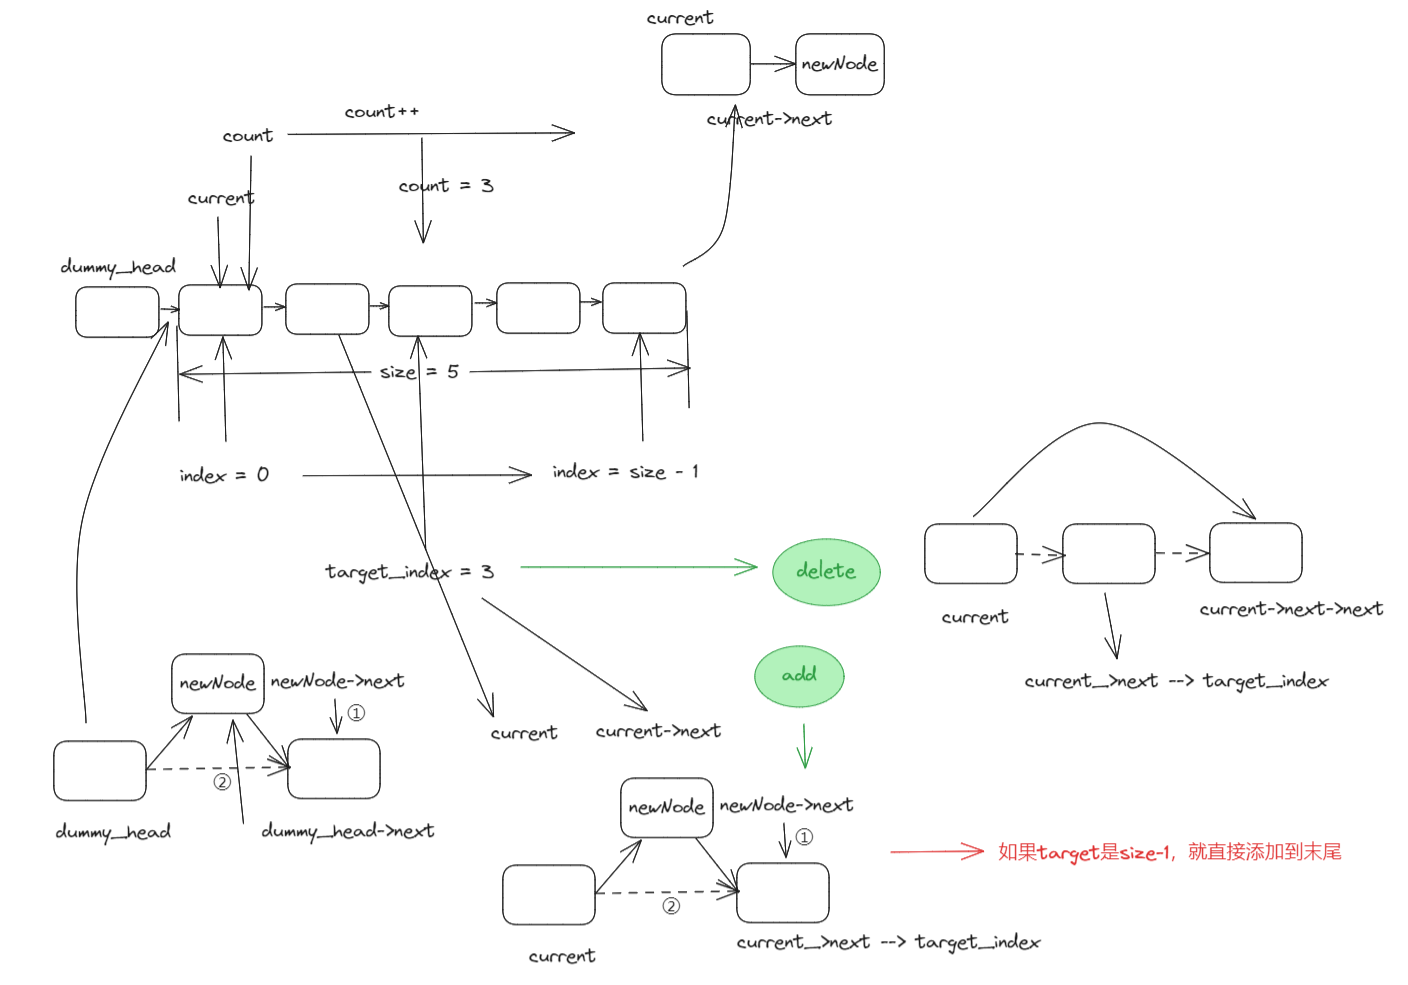 current
newNode
current->next
count++
count
count = 3
current
dummy_head
size = 5
index = 0
index = size - 1
target_index = 3
delete
current
current->next->next
current_>next --> target_index
add
newNode
newNode->next
①
②
dummy_head
dummy_head->next
current
current->next
newNode
newNode->next
①
②
current
current_>next --> target_index
如果target是size-1，就直接添加到末尾